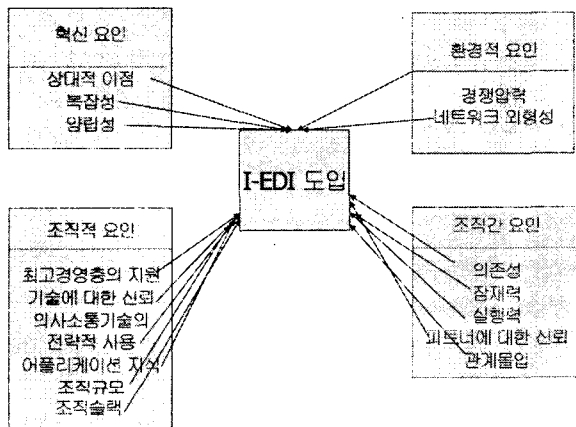 혁신 요인
상대적 이점
복잡성
양립성
환경적 요인
경쟁압력
네트워크 외형성
I-EDI 도입
조직적 요인
최고경영층의 지원
기술에 대한 신뢰
의사소통기술의
전략적 사용
어플리케이션 지식
조직규모
조직슬랙
조직간 요인
의존성
잠재력
실행력
파트너에 대한 신뢰
관계몰입